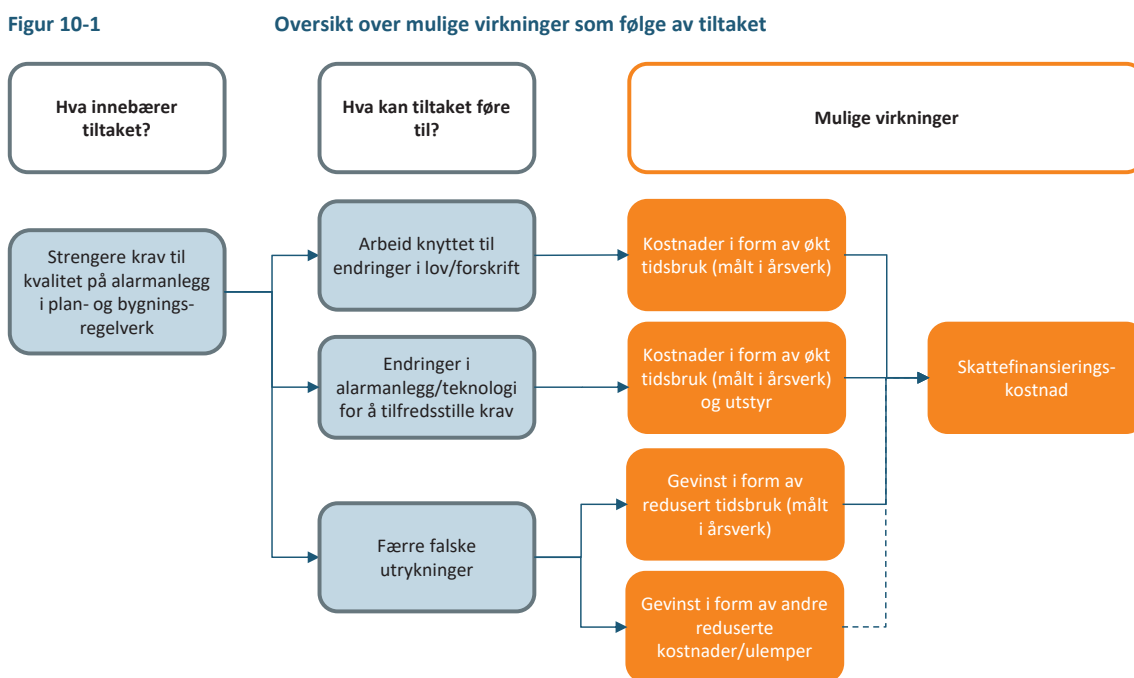 Figur 10-1
Oversikt over mulige virkninger som følge av tiltaket
Hva innebærer
tiltaket?
Hva kan tiltaket føre
til?
Mulige virkninger
Strengere krav til
kvalitet på alarmanlegg
i plan- og bygnings-
regelverk
Arbeid knyttet til
endringer i lov/forskrift
Kostnader i form av økt
tidsbruk (målt i årsverk)
Endringer i
alarmanlegg/teknologi
for å tilfredsstille krav
Kostnader i form av økt
tidsbruk (målt i årsverk)
og utstyr
Skattefinansierings-
kostnad
Færre falske
utrykninger
Gevinst i form av
redusert tidsbruk (målt
i årsverk)
Gevinst i form av andre
reduserte
kostnader/ulemper